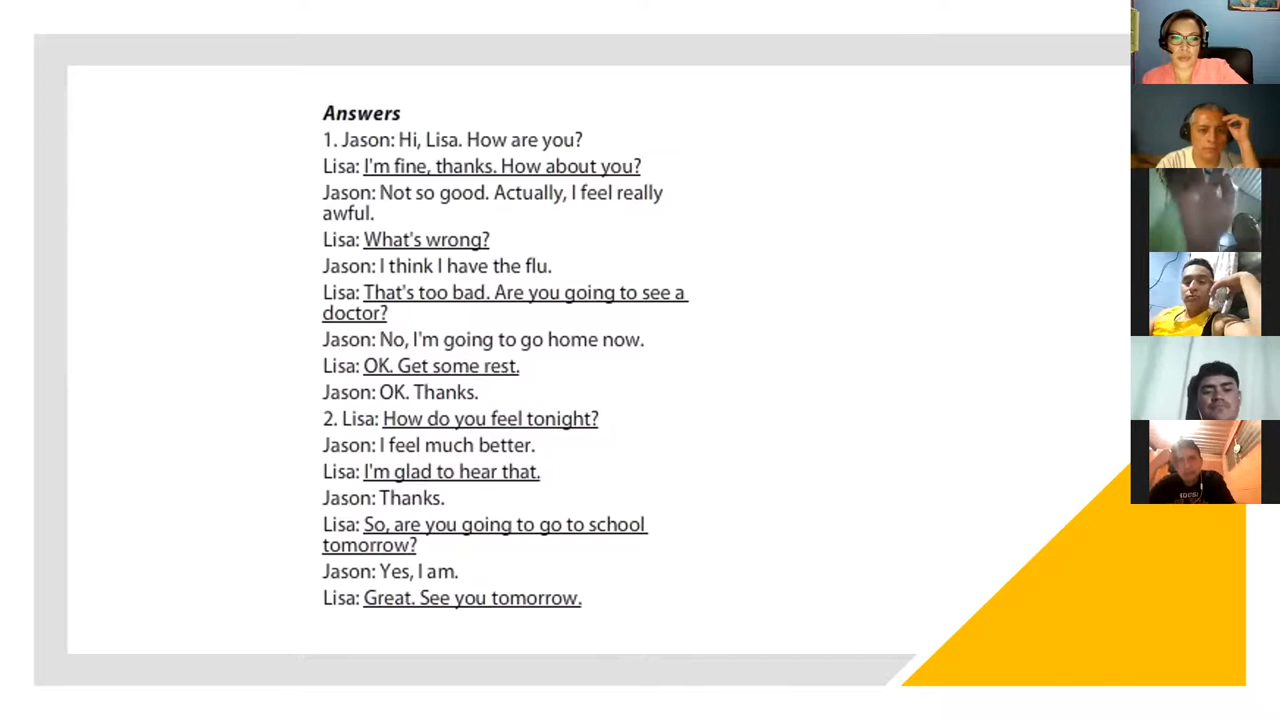 Answers
1. Jason: Hi, Lisa. How are you?
Lisa: I'm fine, thanks. How about you?
Jason: Not so good. Actually, I feel really
awful.
Lisa: What's wrong?
Jason: I think I have the flu.
Lisa: That's too bad. Are you going to see a
doctor?
Jason: No, I'm going to go home now.
Lisa: OK. Get some rest.
Jason: OK. Thanks.
2. Lisa: How do you feel tonight?
Jason: I feel much better.
Lisa: I'm glad to hear that.
Jason: Thanks.
Lisa: So, are you going to go to school
tomorrow?
Jason: Yes, I am.
Lisa: Great. See you tomorrow.